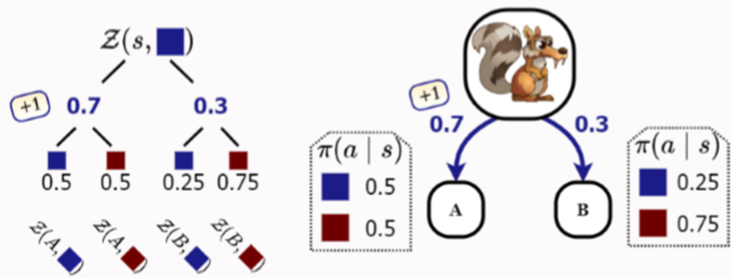 𝒵(s, )
+1 0.7 0.3
0.5 0.5 0.25 0.75
𝒵(A, ) 𝒵(A, ) 𝒵(B, ) 𝒵(B, )
+1
0.7 0.3
π(a | s)
0.5
0.5
A B
π(a | s)
0.25
0.75